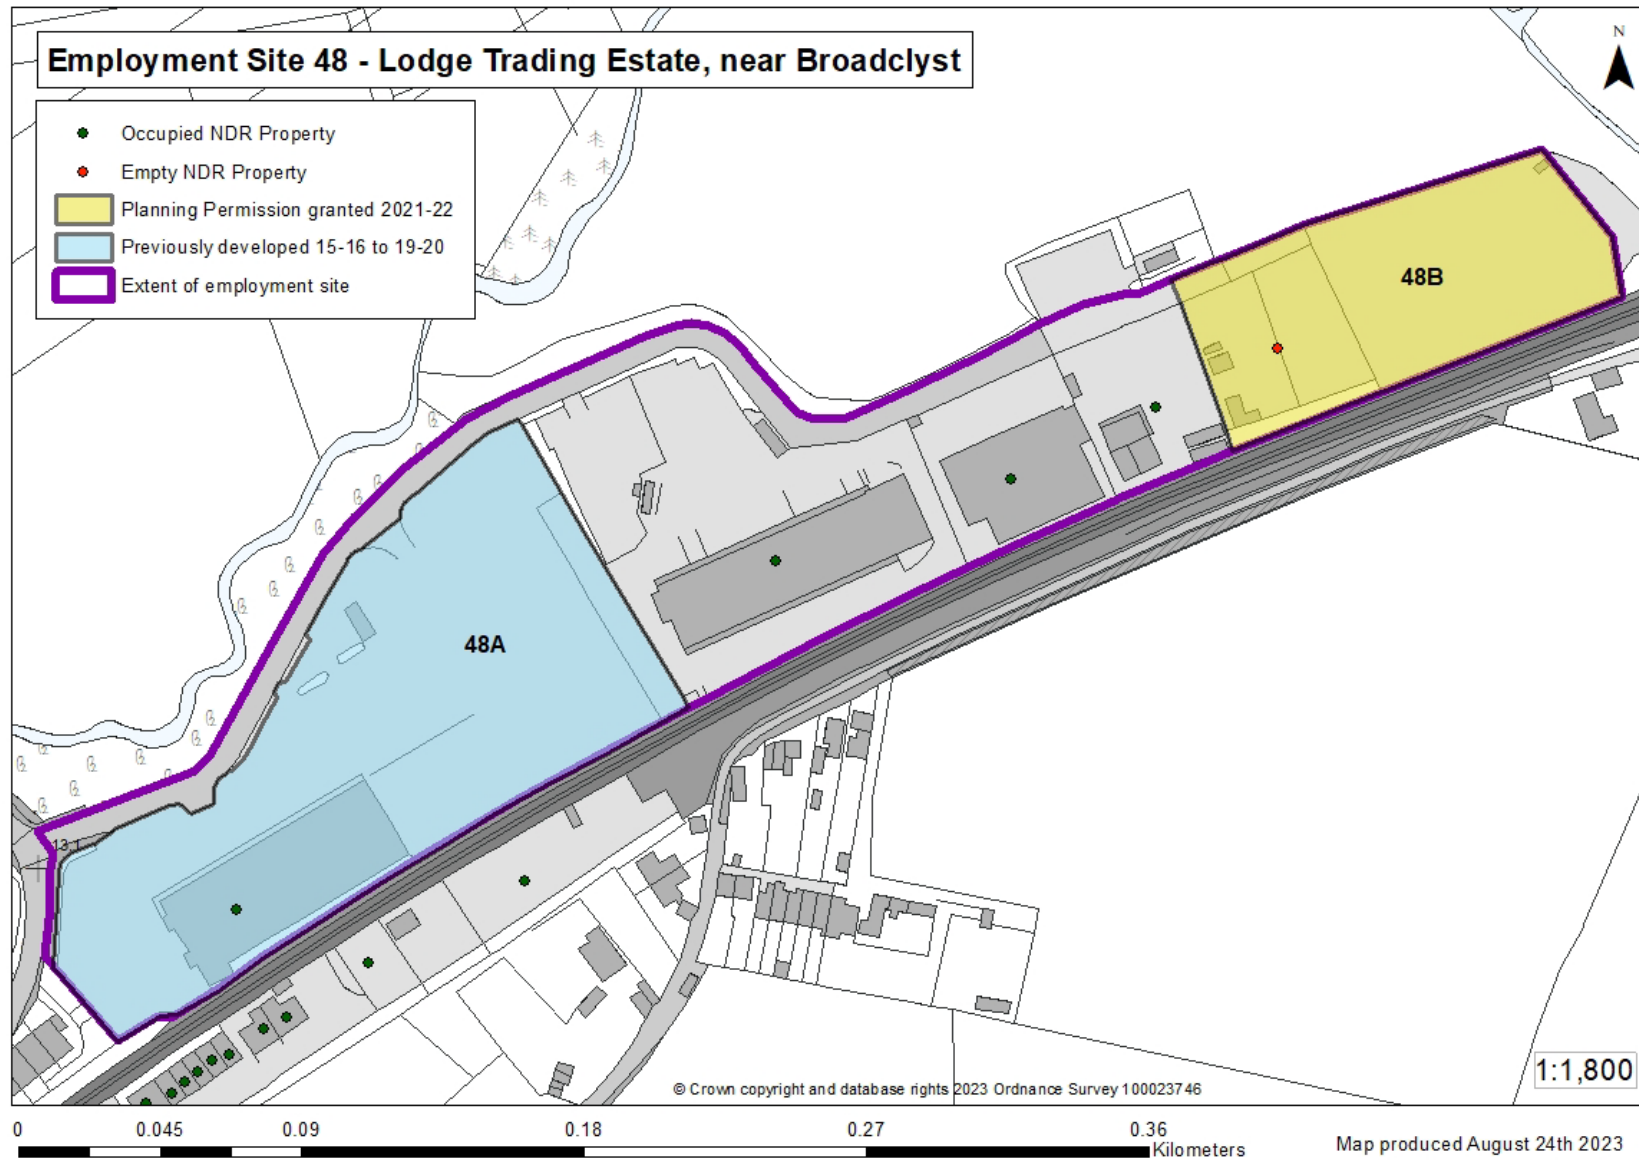 Employment Site 48 - Lodge Trading Estate, near Broadclyst
N
Occupied NDR Property
Empty NDR Property
Planning Permission granted 2021-22
Previously developed 15-16 to 19-20
Extent of employment site
48B
48A
13.1
1:1,800
© Crown copyright and database rights 2023 Ordnance Survey 100023746
0 0.045 0.09 0.18 0.27 0.36
Kilometers
Map produced August 24th 2023